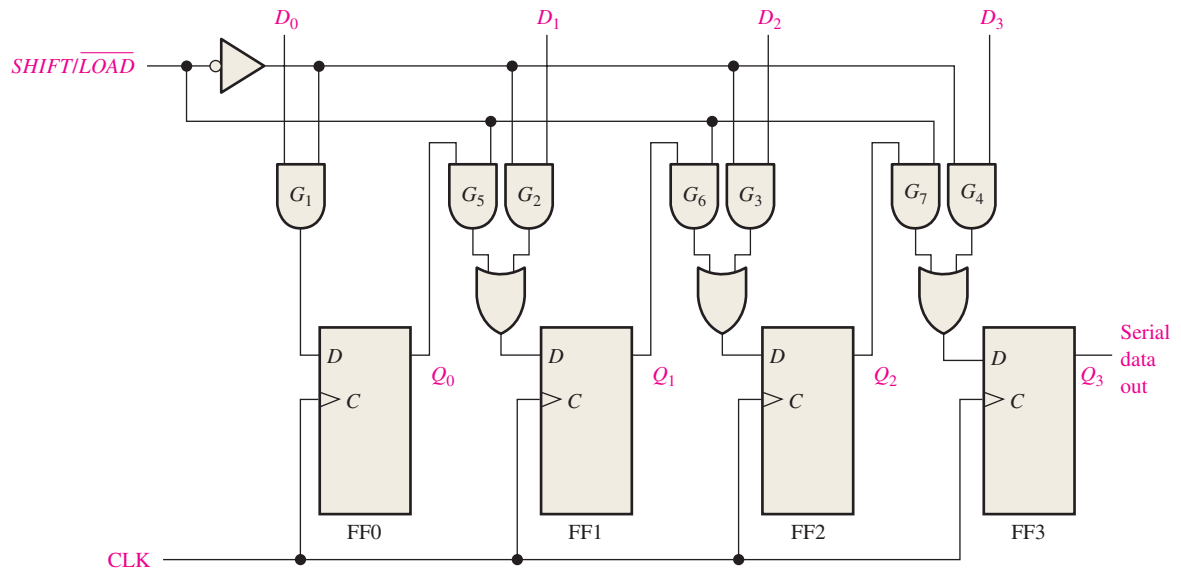 D₀
D₁
D₂
D₃
SHIFT/L̅O̅A̅D̅
G₁
G₅
G₂
G₆
G₃
G₇
G₄
D
C
Q₀
D
C
Q₁
D
C
Q₂
D
C
Q₃
Serial
data
out
FF0
FF1
FF2
FF3
CLK